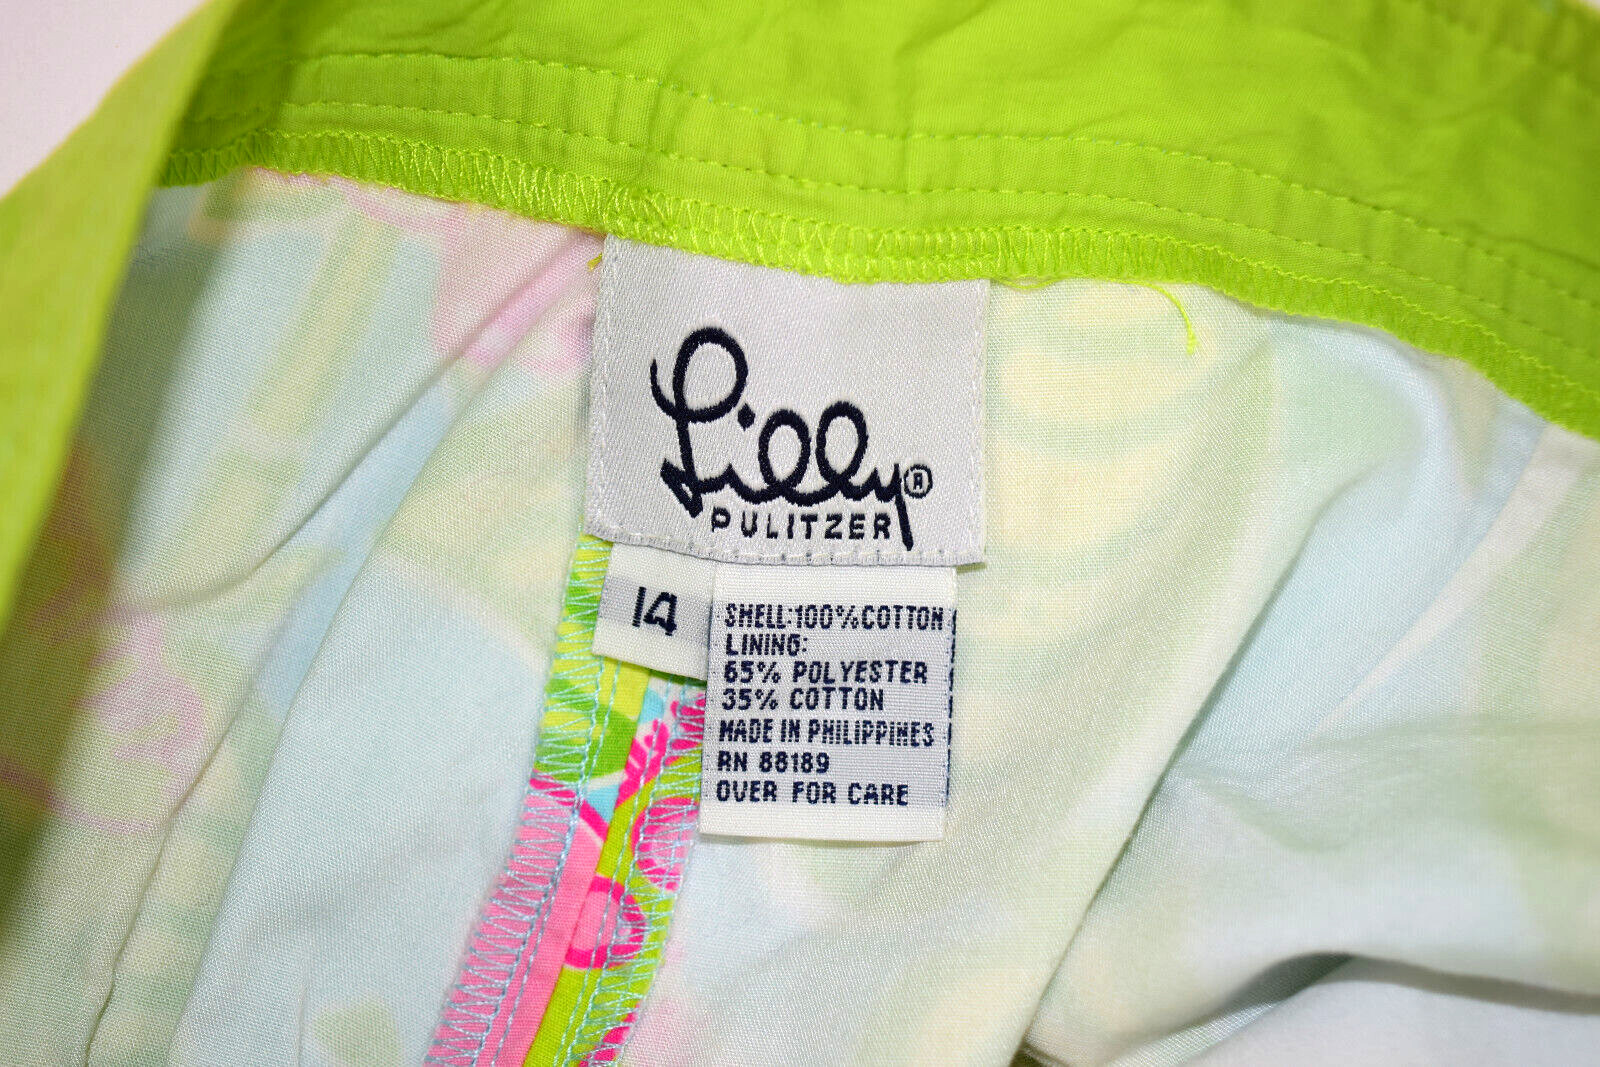 Lilly®
PULITZER
14
SHELL:100%COTTON
LINING:
65% POLYESTER
35% COTTON
MADE IN PHILIPPINES
RN 88189
OVER FOR CARE